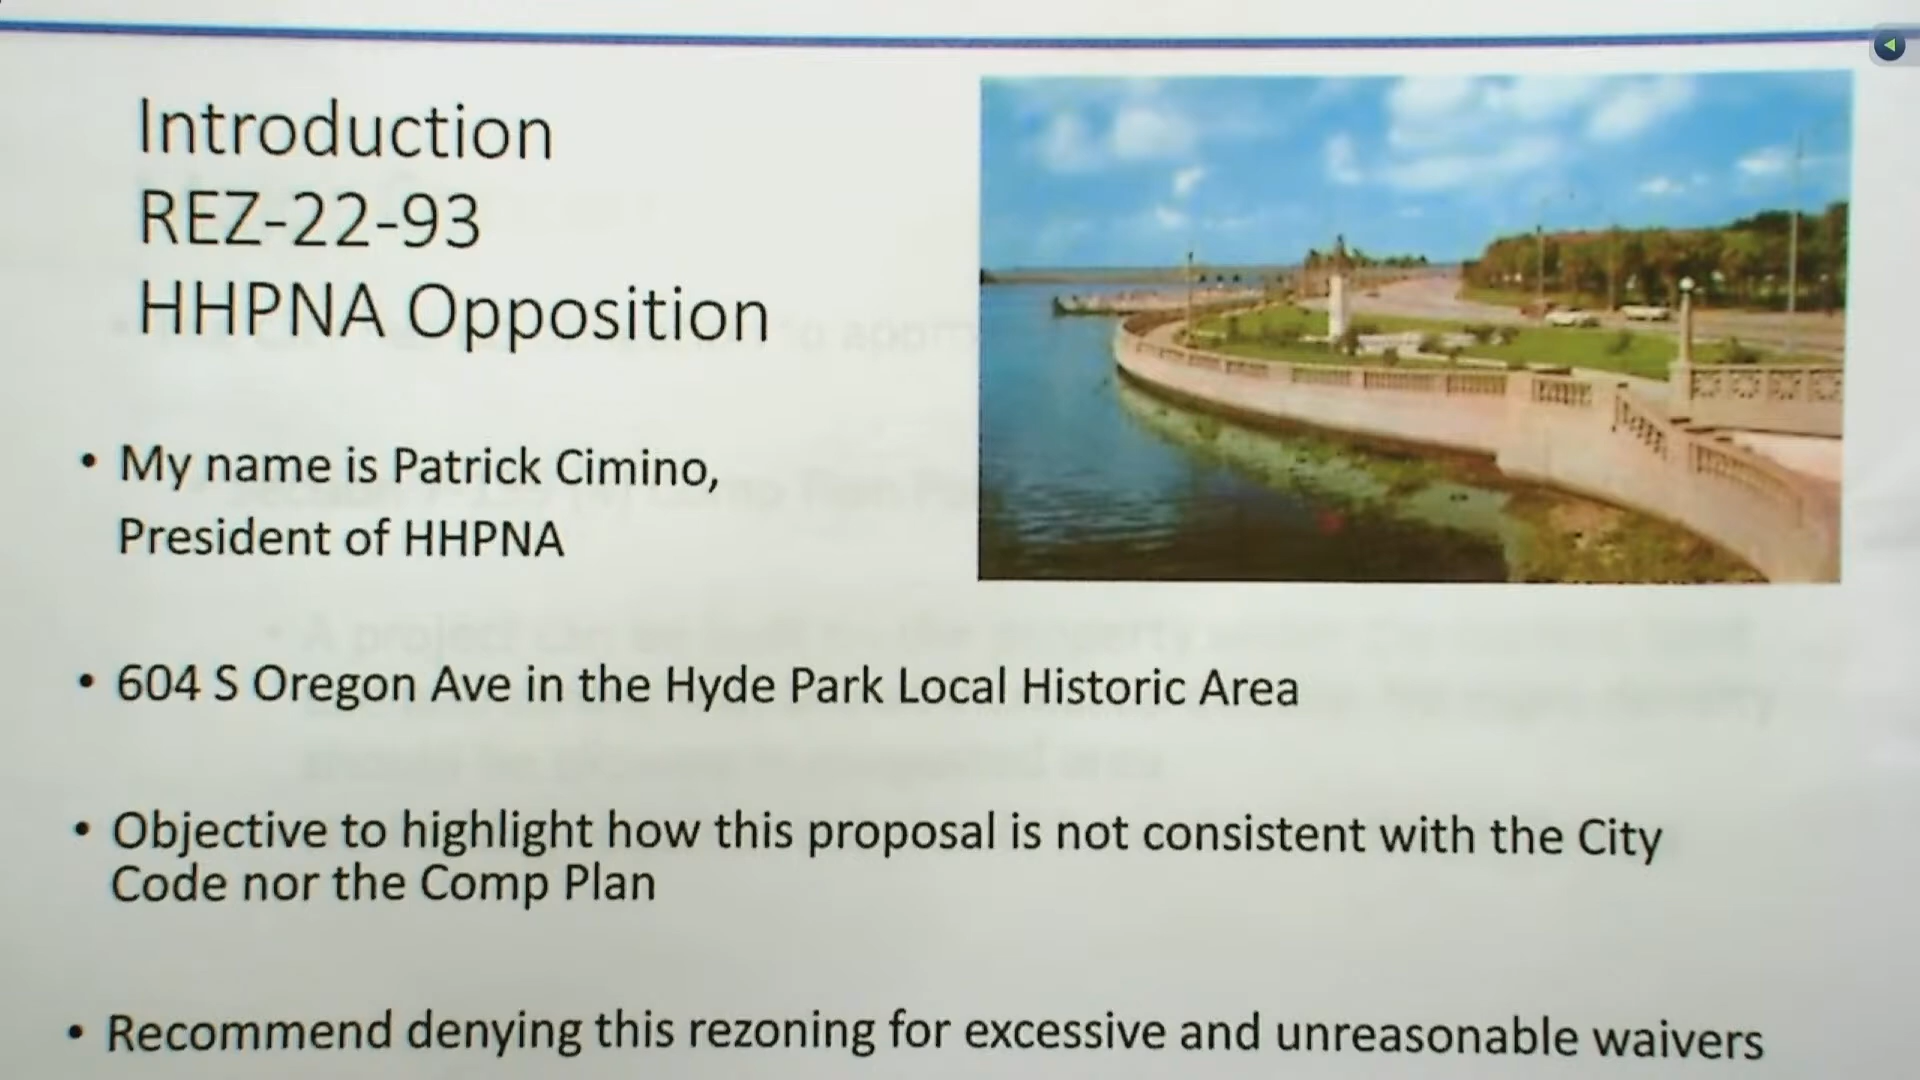 Introduction
REZ-22-93
HHPNA Opposition
• My name is Patrick Cimino,
President of HHPNA
• 604 S Oregon Ave in the Hyde Park Local Historic Area
• Objective to highlight how this proposal is not consistent with the City
Code nor the Comp Plan
• Recommend denying this rezoning for excessive and unreasonable waivers